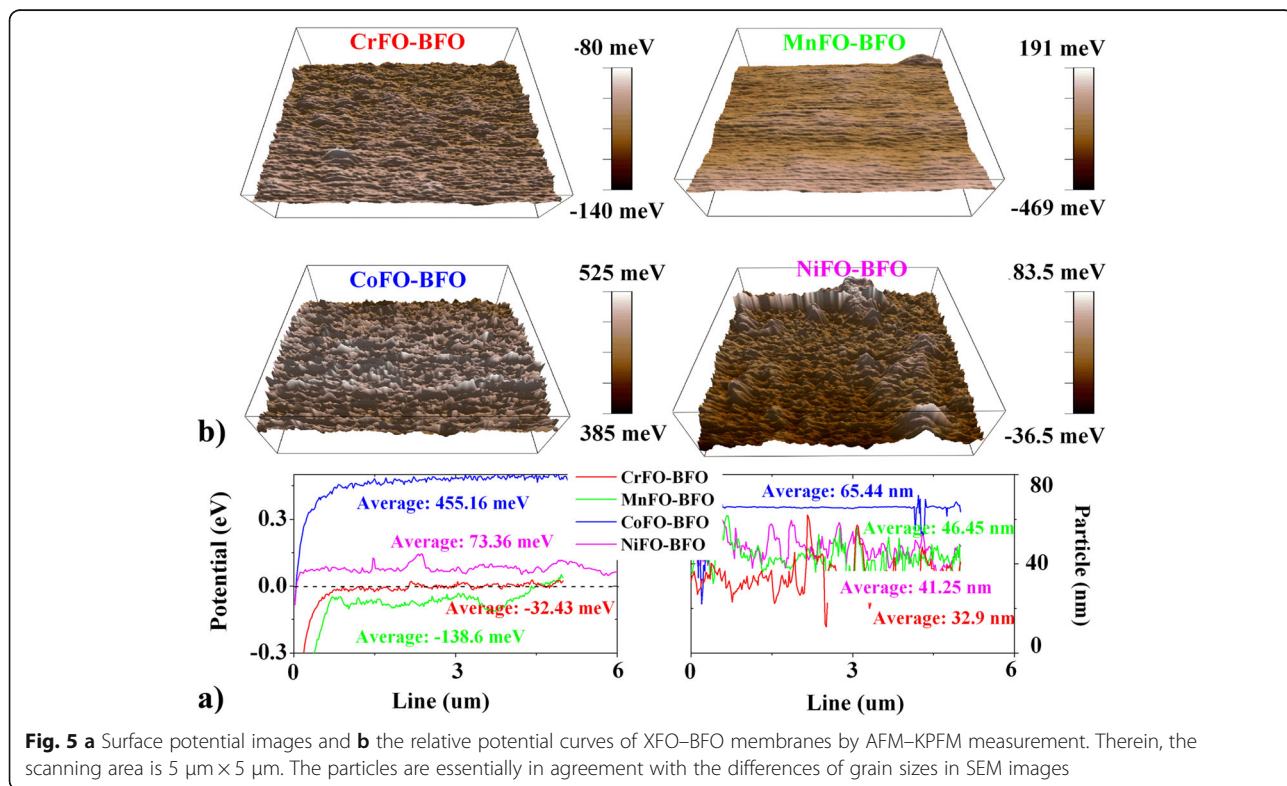 CrFO-BFO
-80 meV
-140 meV
MnFO-BFO
191 meV
-469 meV
CoFO-BFO
525 meV
385 meV
NiFO-BFO
83.5 meV
-36.5 meV
b)
Potential (eV)
0.3
0.0
-0.3
Average: 455.16 meV
Average: 73.36 meV
Average: -32.43 meV
Average: -138.6 meV
0 3 6
Line (um)
CrFO-BFO
MnFO-BFO
CoFO-BFO
NiFO-BFO
Average: 65.44 nm
Average: 46.45 nm
Average: 41.25 nm
Average: 32.9 nm
80
40
0
Particle (nm)
0 3 6
Line (um)
a)
Fig. 5 a Surface potential images and b the relative potential curves of XFO–BFO membranes by AFM–KPFM measurement. Therein, the
scanning area is 5 μm × 5 μm. The particles are essentially in agreement with the differences of grain sizes in SEM images